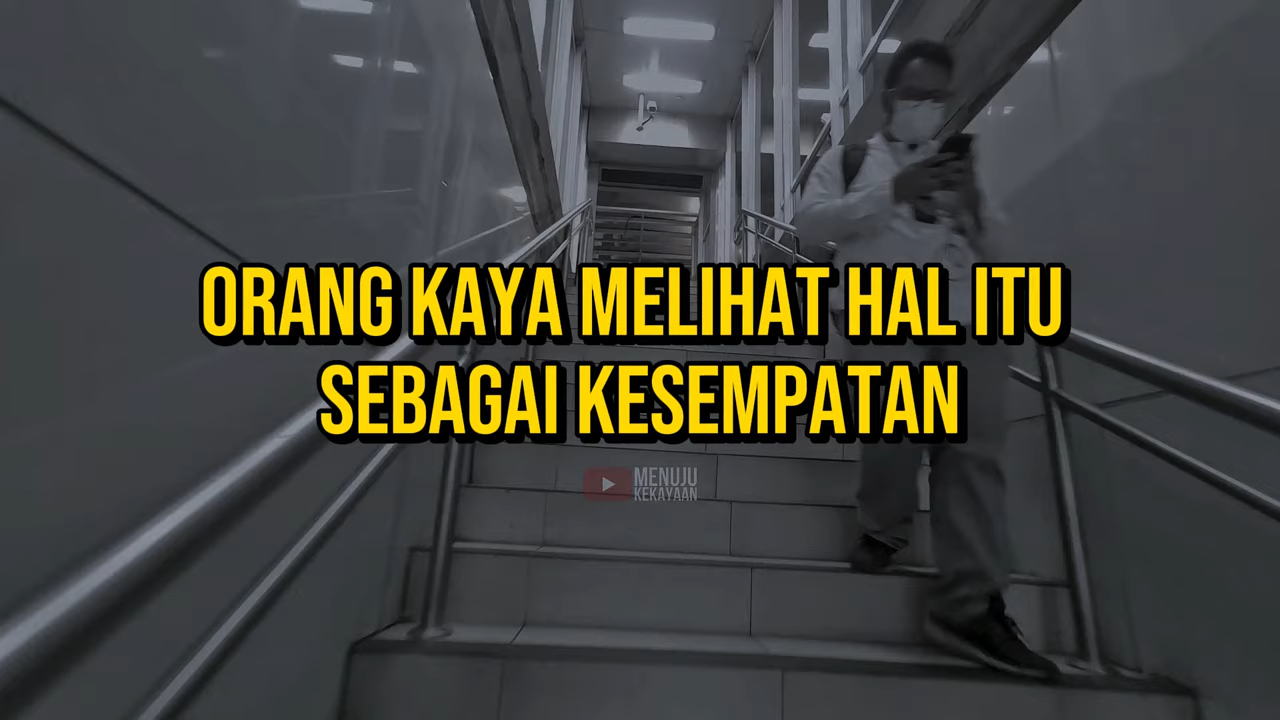 ORANG KAYA MELIHAT HAL ITU
SEBAGAI KESEMPATAN
MENUJU
KEKAYAAN